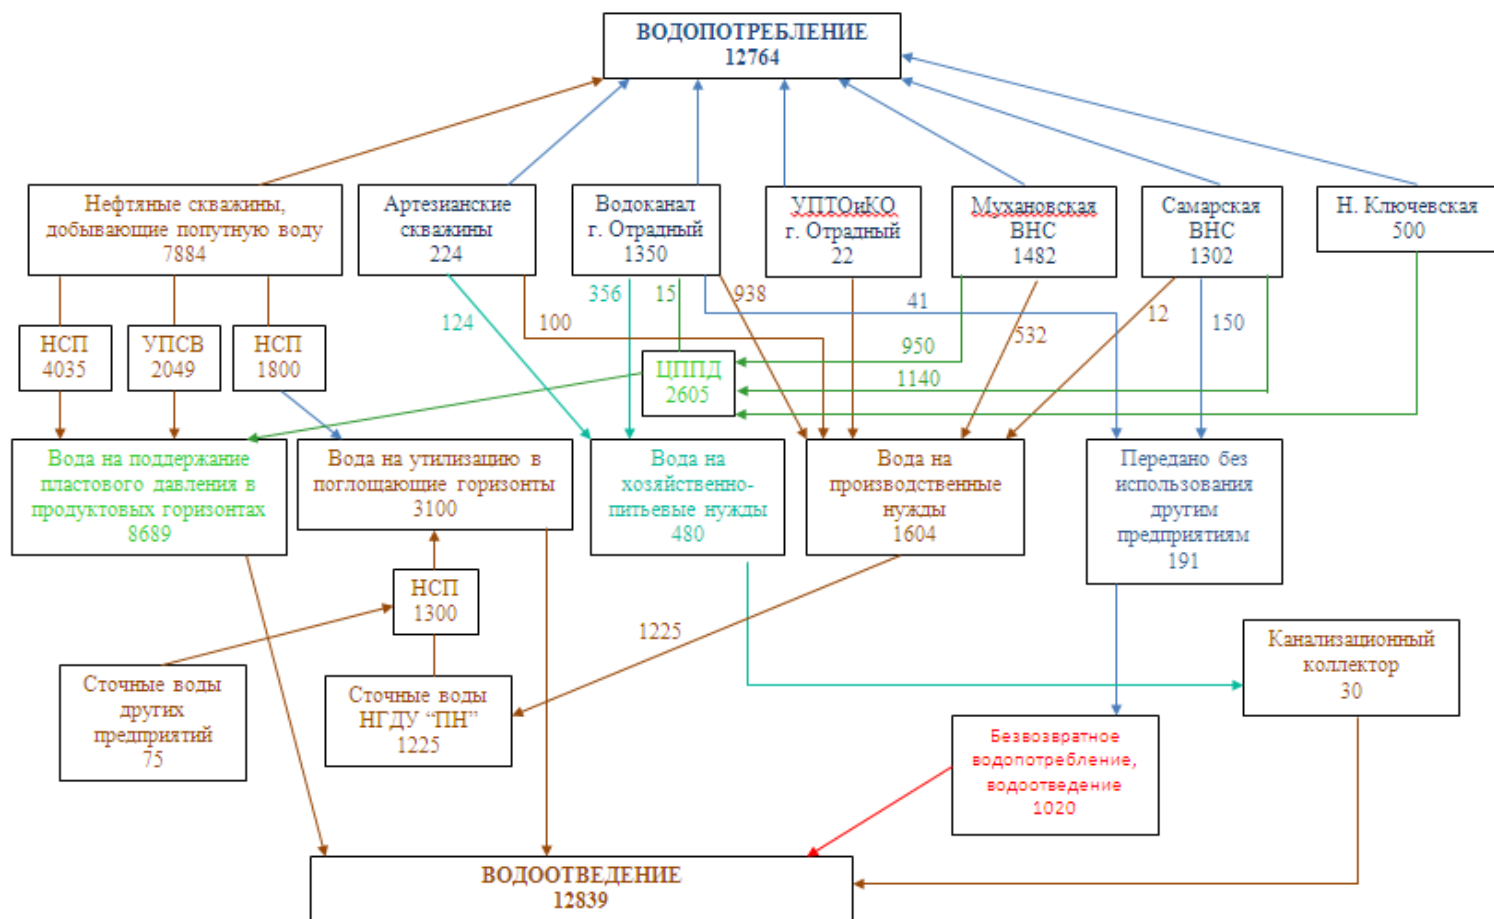 ВОДОПОТРЕБЛЕНИЕ
12764
Нефтяные скважины,
добывающие попутную воду
7884
Артезианские
скважины
224
Водоканал
г. Отрадный
1350
УПТОиКО
г. Отрадный
22
Мухановская
ВНС
1482
Самарская
ВНС
1302
Н. Ключевская
500
356
15
938
41
12
150
124
100
532
950
1140
НСП
4035
УПСВ
2049
НСП
1800
ЦППД
2605
Вода на поддержание
пластового давления в
продуктовых горизонтах
8689
Вода на утилизацию в
поглощающие горизонты
3100
Вода на
хозяйственно-
питьевые нужды
480
Вода на
производственные
нужды
1604
Передано без
использования
другим
предприятиям
191
НСП
1300
1225
Сточные воды
других
предприятий
75
Сточные воды
НГДУ “ПН”
1225
Канализационный
коллектор
30
Безвозвратное
водопотребление,
водоотведение
1020
ВОДООТВЕДЕНИЕ
12839